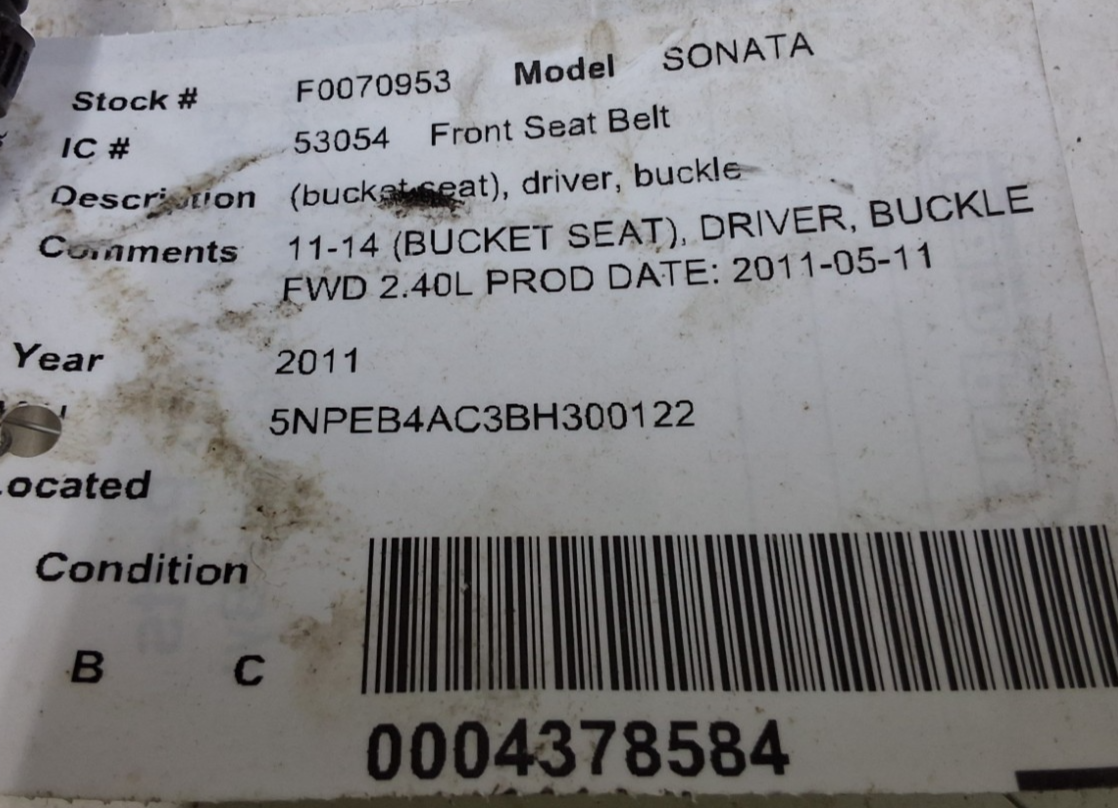 Stock # F0070953 Model SONATA
IC # 53054 Front Seat Belt
Description (bucket seat), driver, buckle
Comments 11-14 (BUCKET SEAT), DRIVER, BUCKLE
FWD 2.40L PROD DATE: 2011-05-11
Year 2011
5NPEB4AC3BH300122
ocated
Condition
B C
0004378584